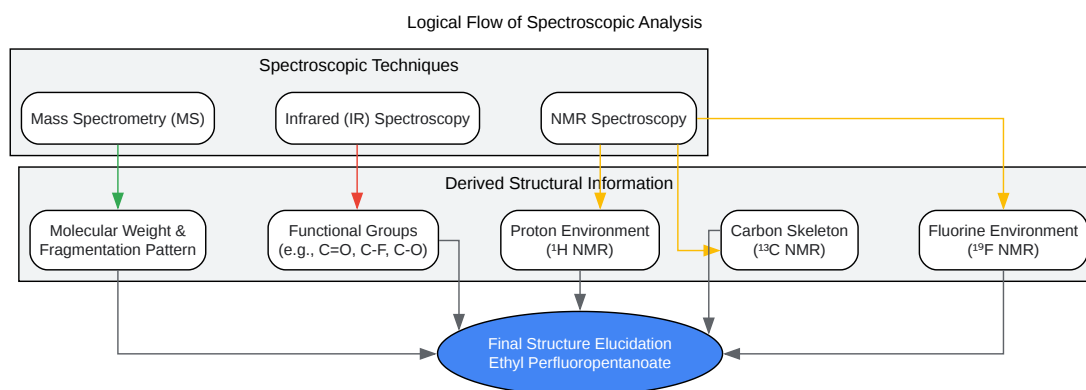 Logical Flow of Spectroscopic Analysis
Spectroscopic Techniques
Mass Spectrometry (MS)
Infrared (IR) Spectroscopy
NMR Spectroscopy
Derived Structural Information
Molecular Weight &
Fragmentation Pattern
Functional Groups
(e.g., C=O, C-F, C-O)
Proton Environment
(¹H NMR)
Carbon Skeleton
(¹³C NMR)
Fluorine Environment
(¹⁹F NMR)
Final Structure Elucidation
Ethyl Perfluoropentanoate